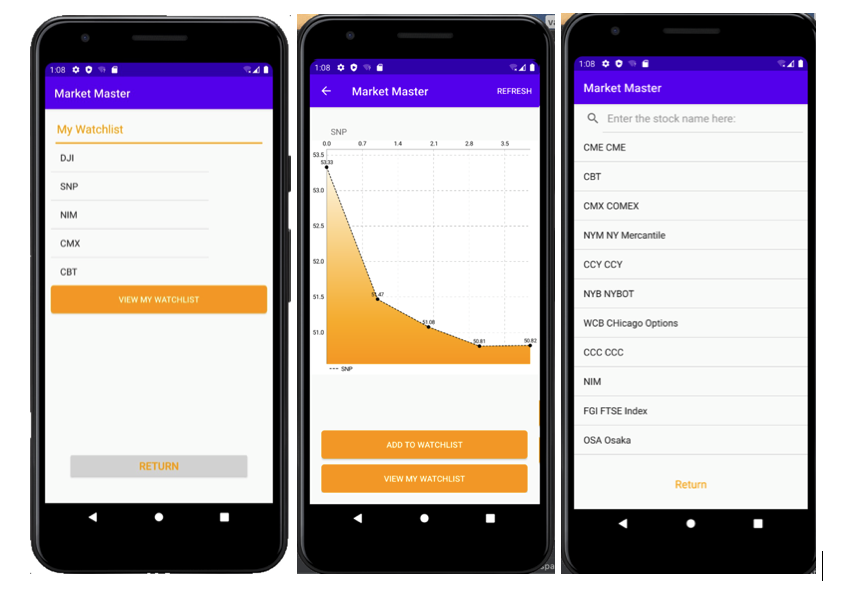 1:08
Market Master
My Watchlist
DJI
SNP
NIM
CMX
CBT
VIEW MY WATCHLIST
RETURN
1:08
Market Master REFRESH
SNP
0.0 0.7 1.4 2.1 2.8 3.5
53.5
53.33
53.0
52.5
52.0
51.5
51.47
51.08
51.0
50.81 50.82
--- SNP
ADD TO WATCHLIST
VIEW MY WATCHLIST
1:08
Market Master
Enter the stock name here:
CME CME
CBT
CMX COMEX
NYM NY Mercantile
CCY CCY
NYB NYBOT
WCB CHicago Options
CCC CCC
NIM
FGI FTSE Index
OSA Osaka
Return